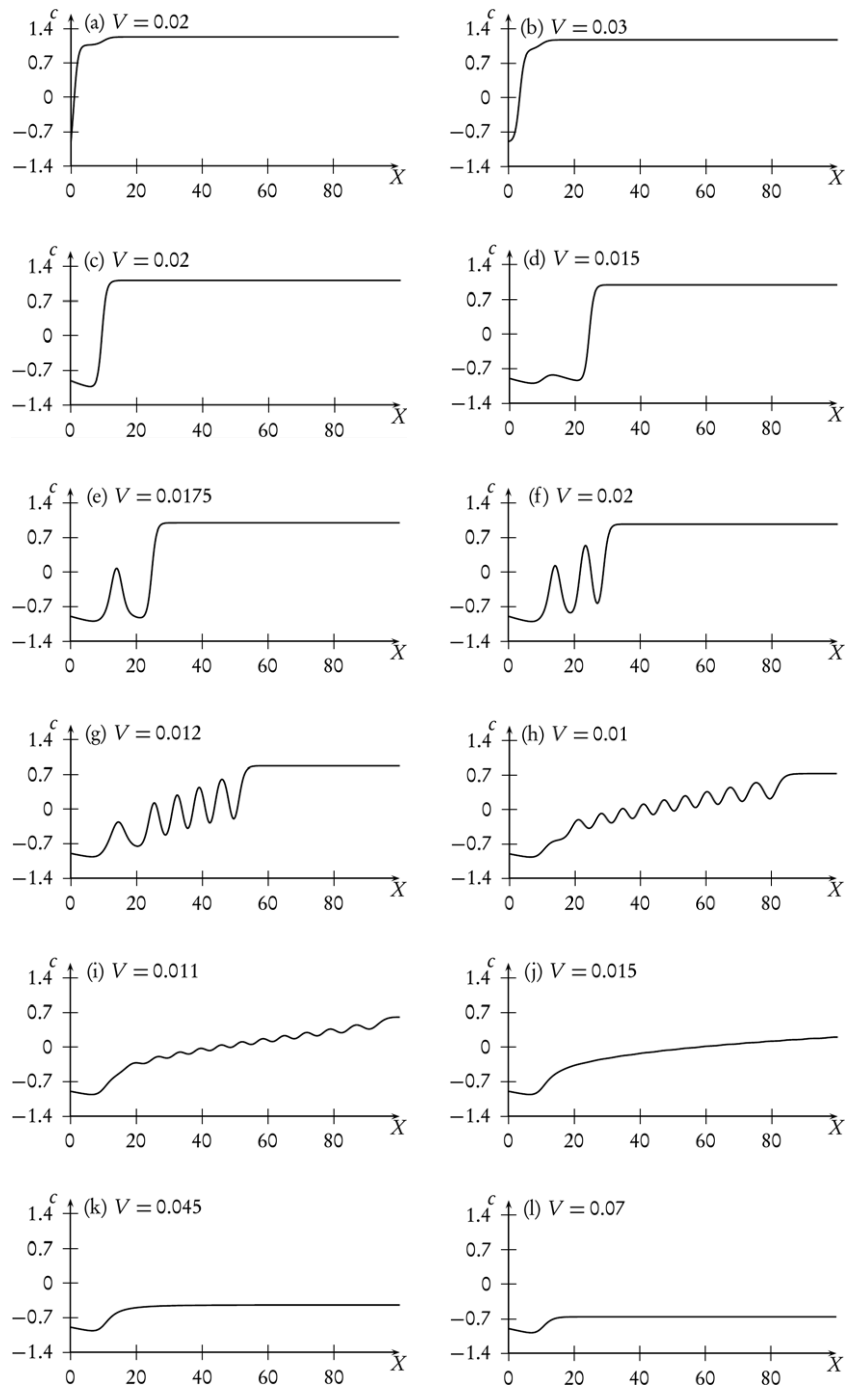 c (a) V = 0.02
1.4
0.7
0
−0.7
−1.4
0 20 40 60 80 X
c (b) V = 0.03
1.4
0.7
0
−0.7
−1.4
0 20 40 60 80 X
c (c) V = 0.02
1.4
0.7
0
−0.7
−1.4
0 20 40 60 80 X
c (d) V = 0.015
1.4
0.7
0
−0.7
−1.4
0 20 40 60 80 X
c (e) V = 0.0175
1.4
0.7
0
−0.7
−1.4
0 20 40 60 80 X
c (f) V = 0.02
1.4
0.7
0
−0.7
−1.4
0 20 40 60 80 X
c (g) V = 0.012
1.4
0.7
0
−0.7
−1.4
0 20 40 60 80 X
c (h) V = 0.01
1.4
0.7
0
−0.7
−1.4
0 20 40 60 80 X
c (i) V = 0.011
1.4
0.7
0
−0.7
−1.4
0 20 40 60 80 X
c (j) V = 0.015
1.4
0.7
0
−0.7
−1.4
0 20 40 60 80 X
c (k) V = 0.045
1.4
0.7
0
−0.7
−1.4
0 20 40 60 80 X
c (l) V = 0.07
1.4
0.7
0
−0.7
−1.4
0 20 40 60 80 X